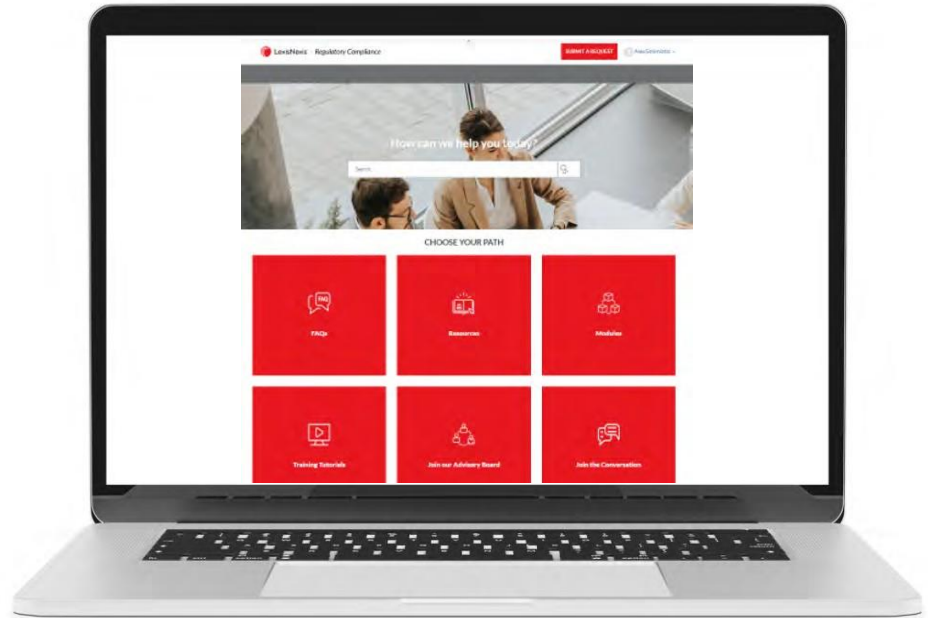 LexisNexis Regulatory Compliance
SUBMIT A REQUEST
How can we help you today?
Search
CHOOSE YOUR PATH
FAQ
FAQs
Resources
Modules
Training Tutorials
Join our Advisory Board
Join the Conversation